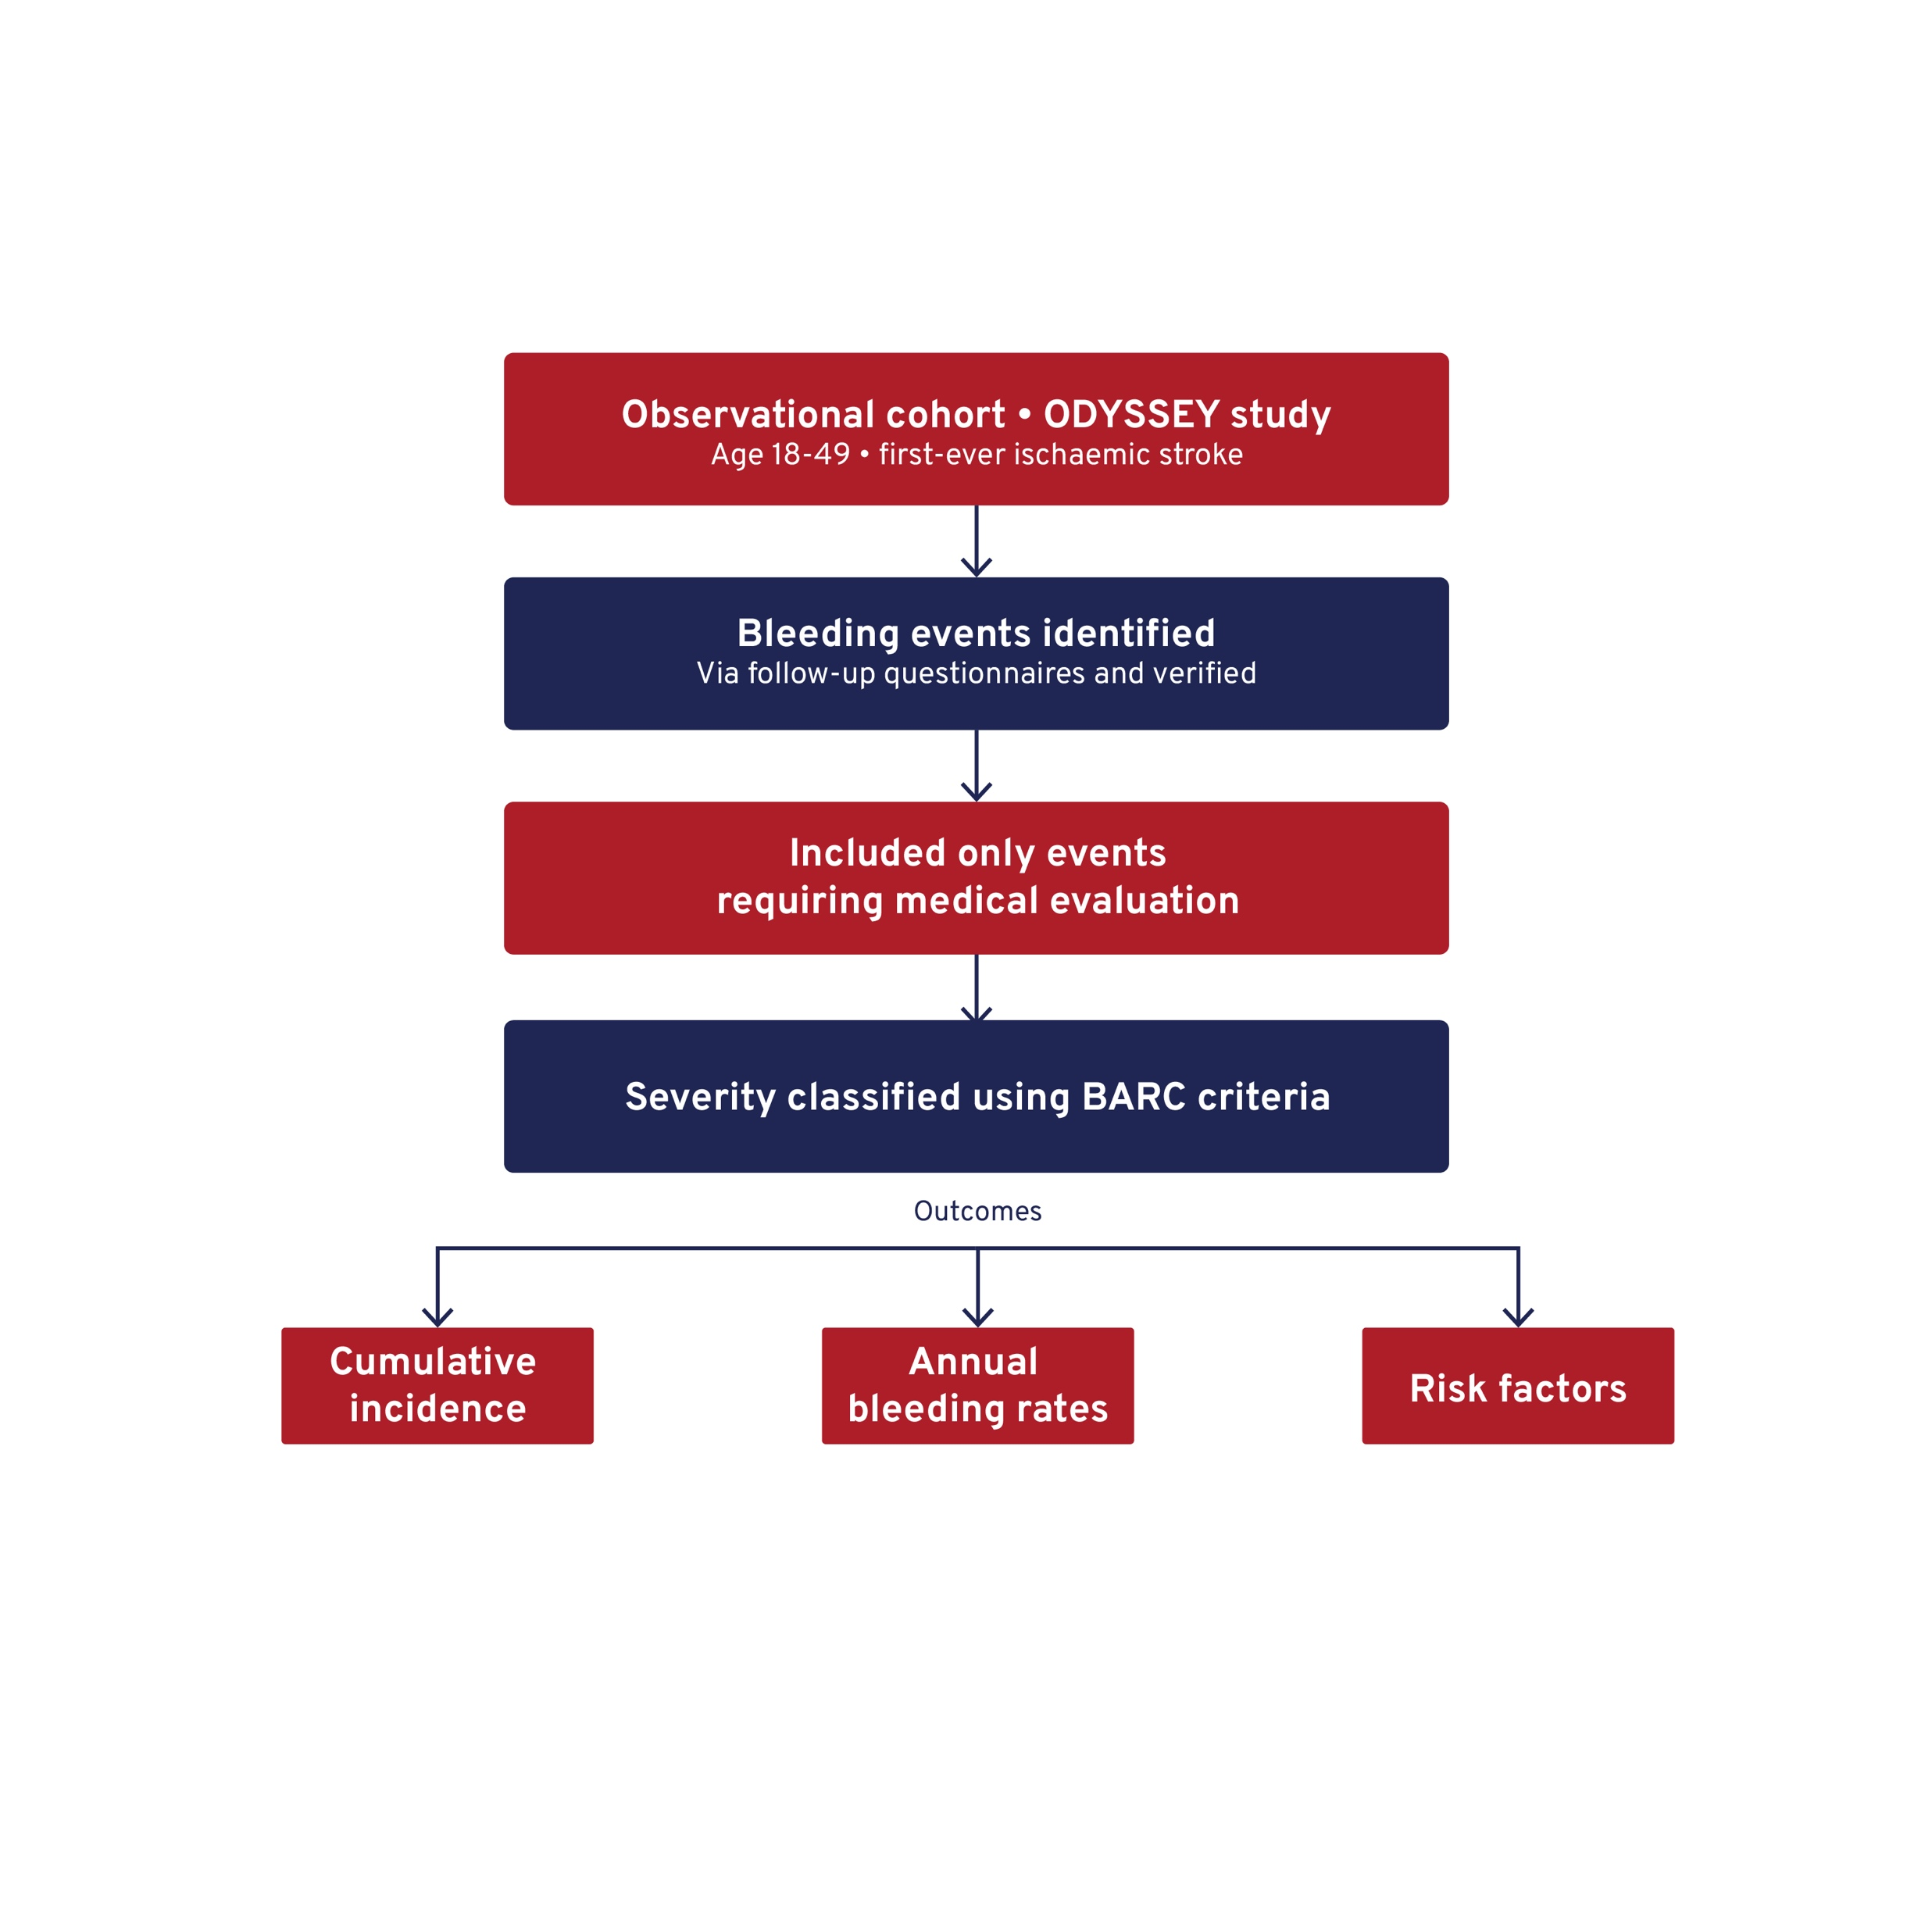 Observational cohort • ODYSSEY study
Age 18-49 • first-ever ischaemic stroke
Bleeding events identified
Via follow-up questionnaires and verified
Included only events
requiring medical evaluation
Severity classified using BARC criteria
Outcomes
Cumulative
incidence
Annual
bleeding rates
Risk factors